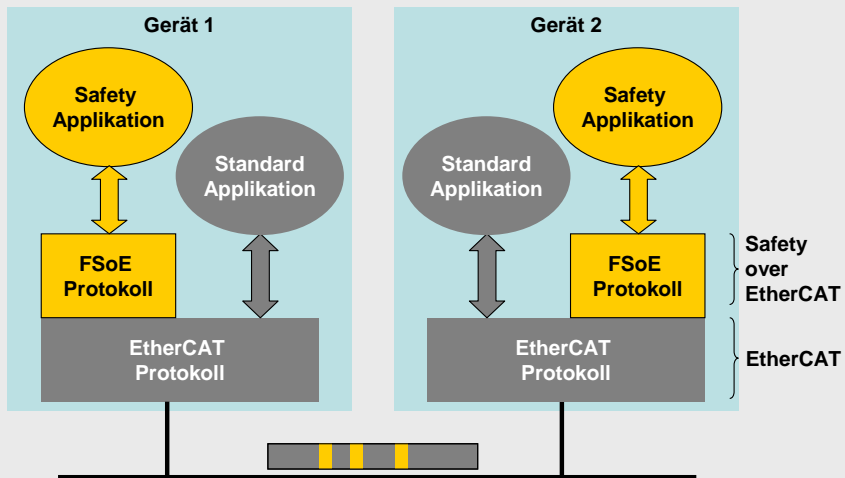 Gerät 1
Safety
Applikation
Standard
Applikation
FSoE
Protokoll
EtherCAT
Protokoll
Gerät 2
Safety
Applikation
Standard
Applikation
FSoE
Protokoll
EtherCAT
Protokoll
Safety
over
EtherCAT
EtherCAT